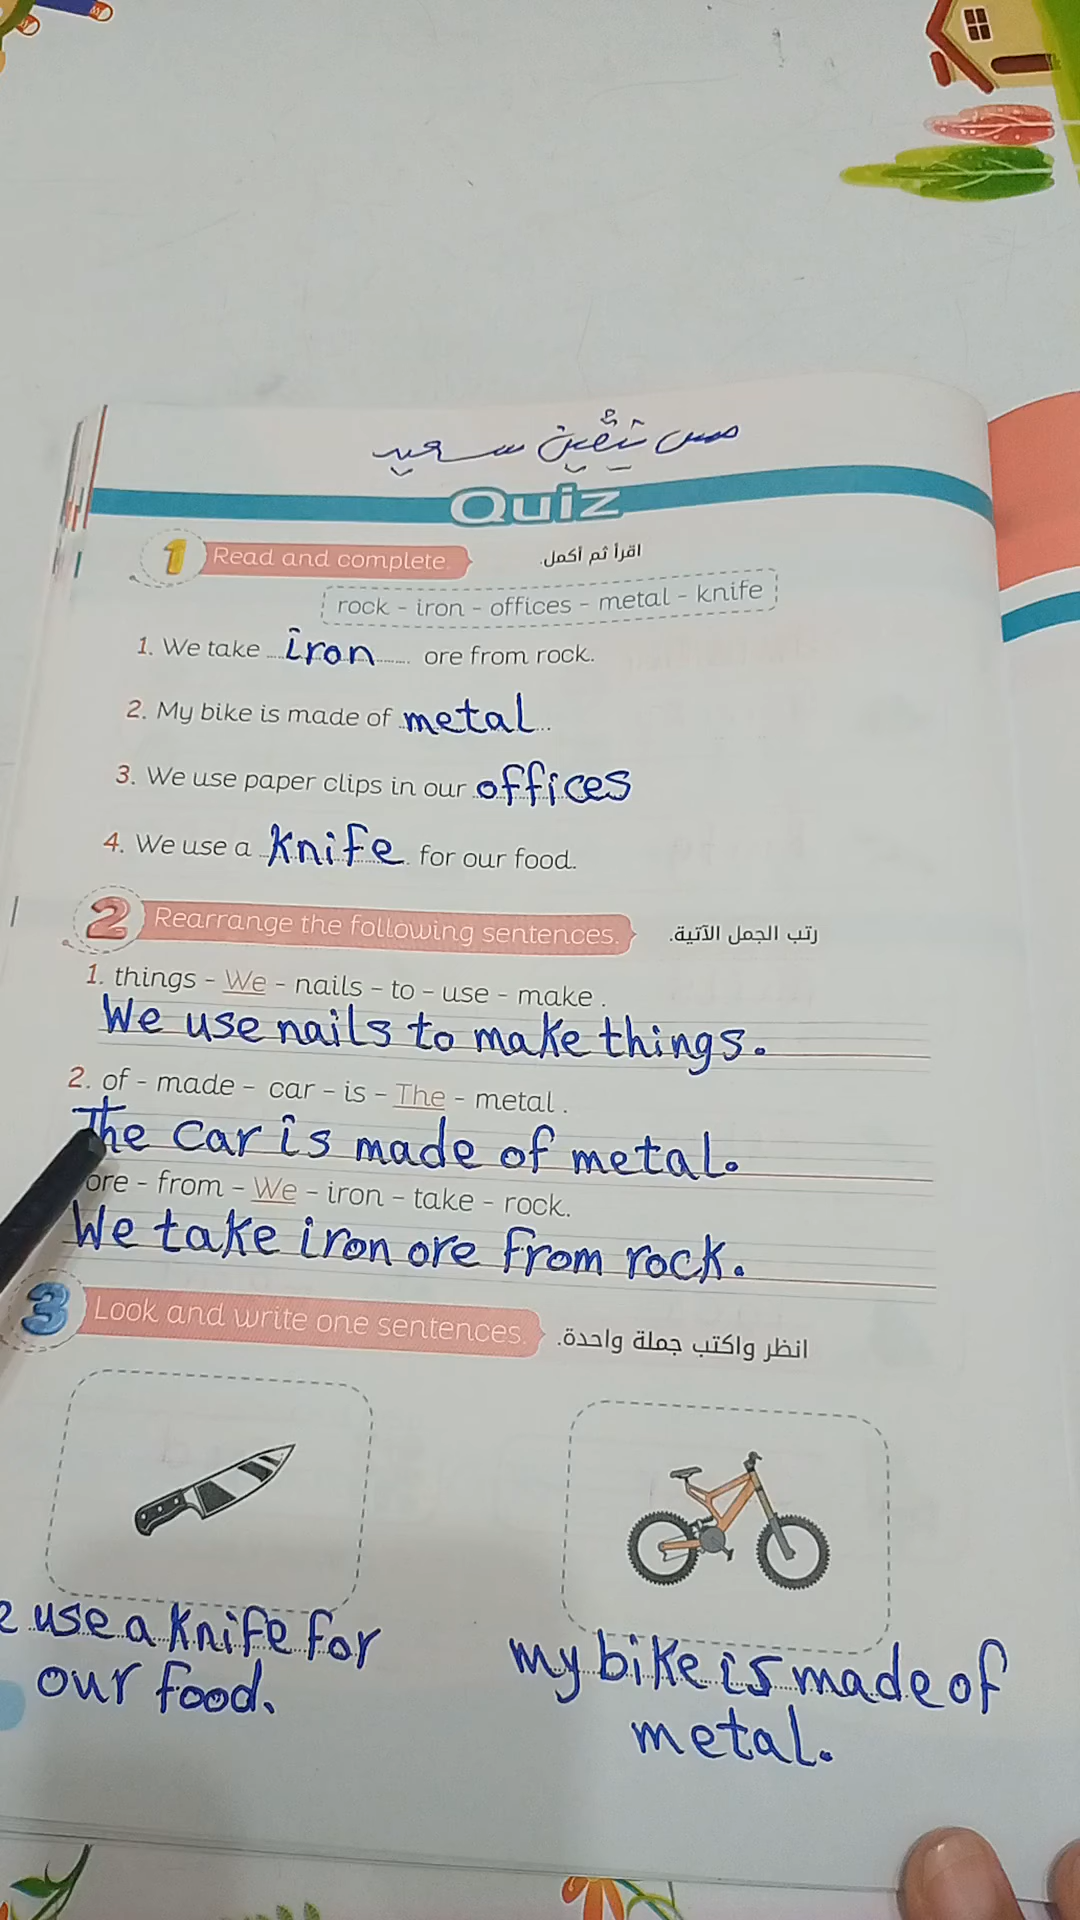 مس نيڤين سعيد
Quiz
1 Read and complete. اقرأ ثم أكمل.
rock - iron - offices - metal - knife
1. We take iron ore from rock.
2. My bike is made of metal
3. We use paper clips in our offices
4. We use a knife for our food.
2 Rearrange the following sentences. رتب الجمل الآتية.
1. things - We - nails - to - use - make .
We use nails to make things.
2. of - made - car - is - The - metal .
The car is made of metal.
ore - from - We - iron - take - rock.
We take iron ore from rock.
3 Look and write one sentences. انظر واكتب جملة واحدة.
e use a knife for
our food.
my bike is made of
metal.